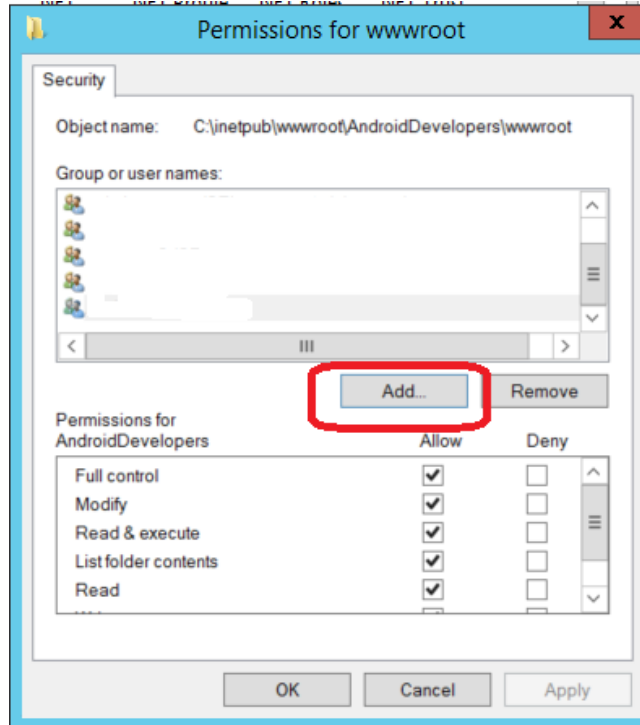 Permissions for wwwroot
x
Security
Object name: C:\inetpub\wwwroot\AndroidDevelopers\wwwroot
Group or user names:
Add...
Remove
Permissions for
AndroidDevelopers
Allow Deny
Full control
Modify
Read & execute
List folder contents
Read
OK Cancel Apply